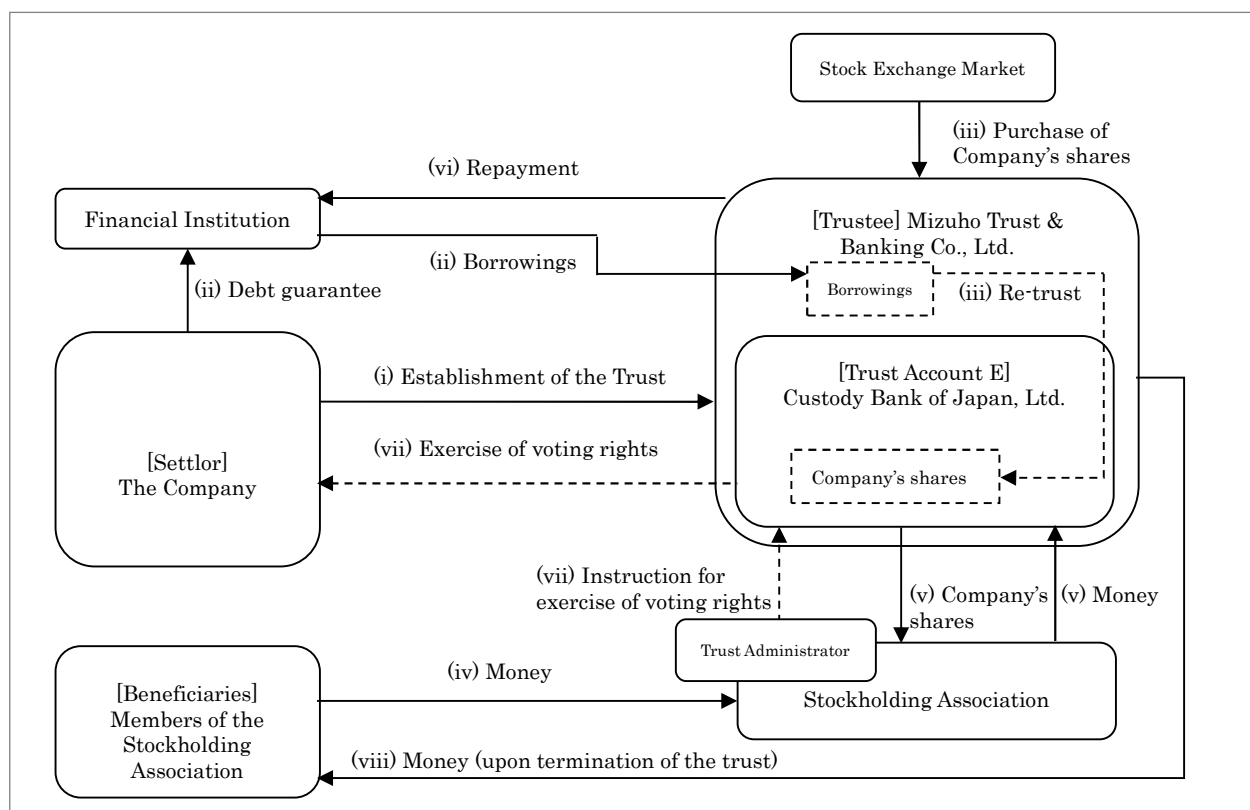 Stock Exchange Market
(iii) Purchase of
Company's shares
(vi) Repayment
Financial Institution
[Trustee] Mizuho Trust &
Banking Co., Ltd.
(ii) Borrowings
(ii) Debt guarantee
Borrowings
(iii) Re-trust
(i) Establishment of the Trust
[Trust Account E]
Custody Bank of Japan, Ltd.
(vii) Exercise of voting rights
[Settlor]
The Company
Company's shares
(vii) Instruction for
exercise of voting rights
(v) Company's
shares
(v) Money
Trust Administrator
(iv) Money
Stockholding Association
[Beneficiaries]
Members of the
Stockholding
Association
(viii) Money (upon termination of the trust)